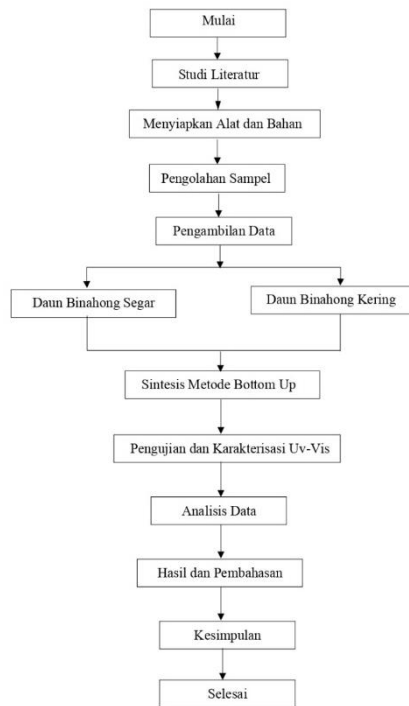 Mulai
Studi Literatur
Menyiapkan Alat dan Bahan
Pengolahan Sampel
Pengambilan Data
Daun Binahong Segar
Daun Binahong Kering
Sintesis Metode Bottom Up
Pengujian dan Karakterisasi Uv-Vis
Analisis Data
Hasil dan Pembahasan
Kesimpulan
Selesai